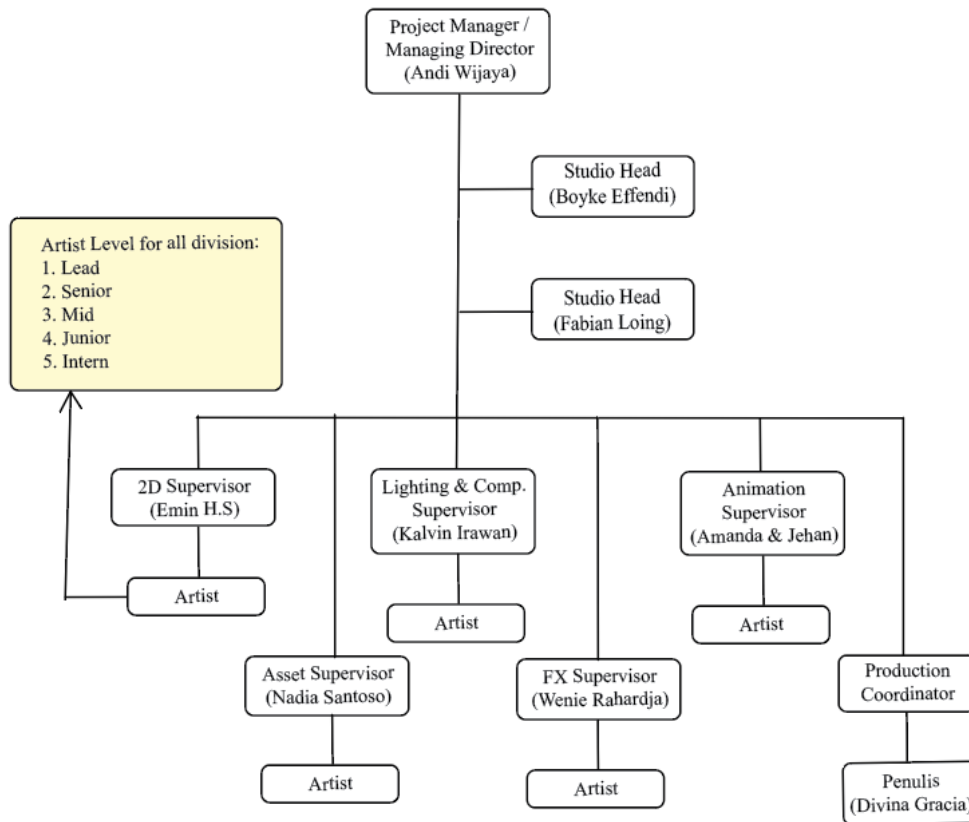 Project Manager /
Managing Director
(Andi Wijaya)
Studio Head
(Boyke Effendi)
Artist Level for all division:
1. Lead
2. Senior
3. Mid
4. Junior
5. Intern
Studio Head
(Fabian Loing)
2D Supervisor
(Emin H.S)
Lighting & Comp.
Supervisor
(Kalvin Irawan)
Animation
Supervisor
(Amanda & Jehan)
Artist
Artist
Artist
Asset Supervisor
(Nadia Santoso)
FX Supervisor
(Wenie Rahardja)
Production
Coordinator
Artist
Artist
Penulis
(Divina Gracia)